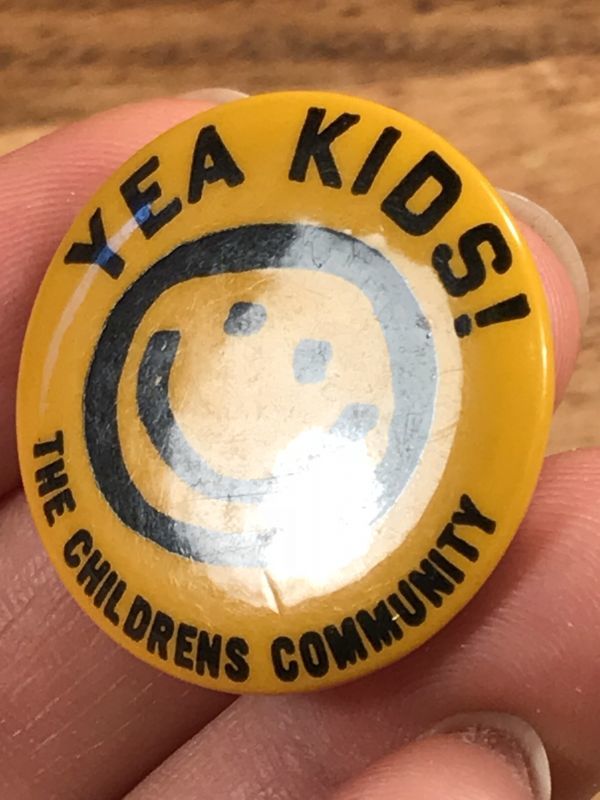 YEA KIDS!
THE CHILDRENS COMMUNITY